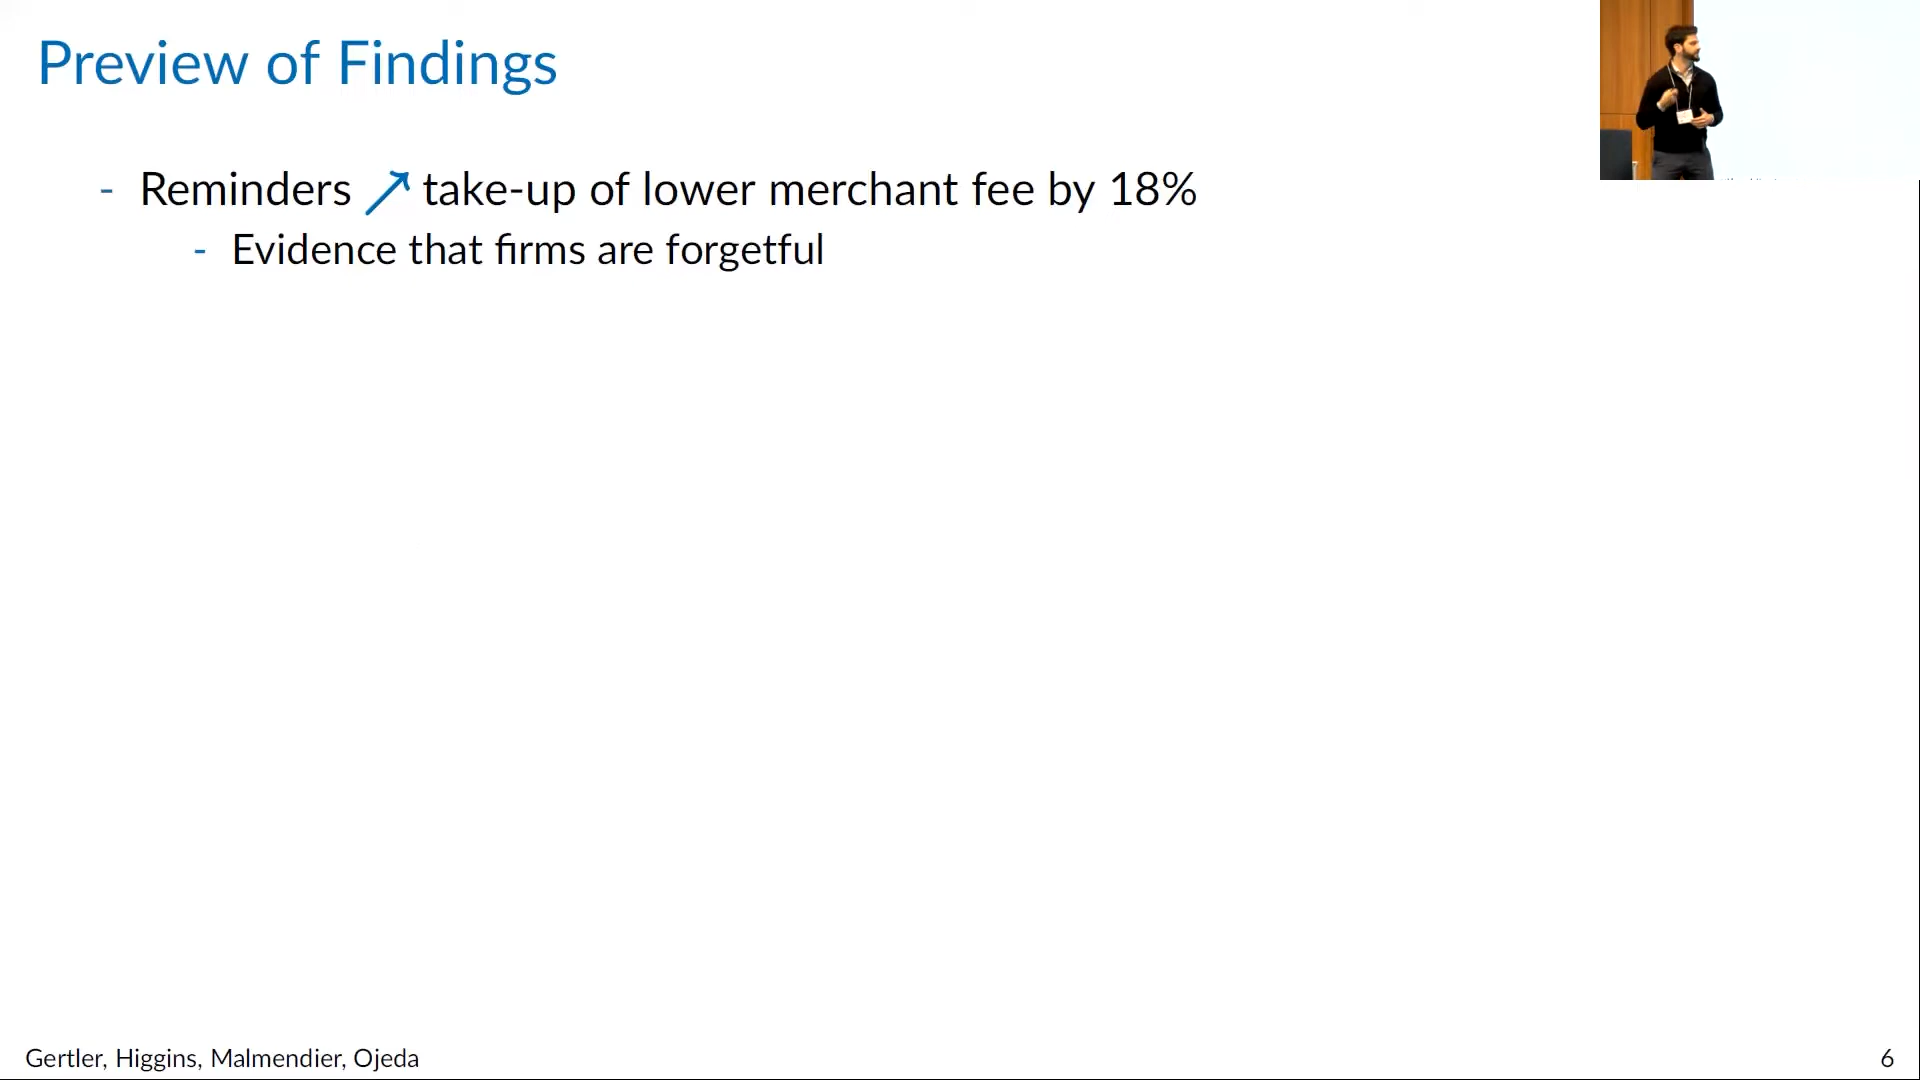 Preview of Findings
- Reminders ↗ take-up of lower merchant fee by 18%
- Evidence that firms are forgetful
Gertler, Higgins, Malmendier, Ojeda
6